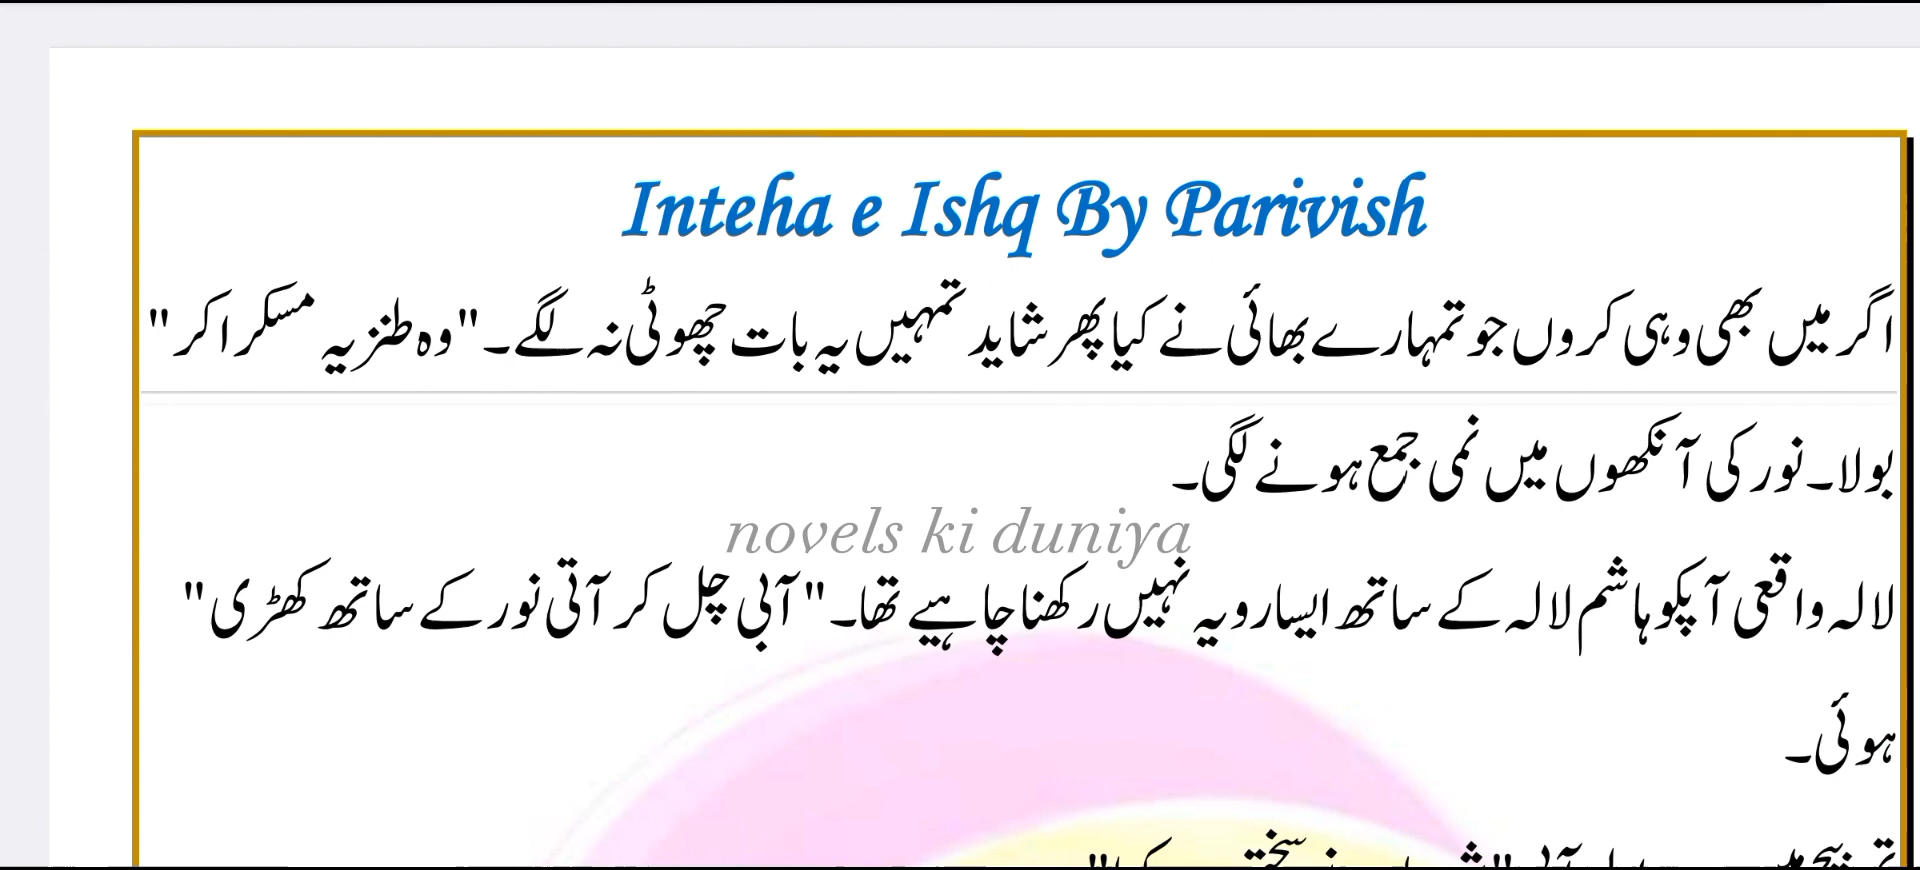 Inteha e Ishq By Parivish
اگر میں بھی وہی کروں جو تمہارے بھائی نے کیا پھر شاید تمہیں یہ بات چھوٹی نہ لگے۔"وہ طنزیہ مسکرا کر"
بولا۔نور کی آنکھوں میں نمی جمع ہونے لگی۔
novels ki duniya
لالہ واقعی آپکو ہاشم لالہ کے ساتھ ایسا رویہ نہیں رکھنا چاہیے تھا۔"آبی چل کر آتی نور کے ساتھ کھڑی"
ہوئی۔